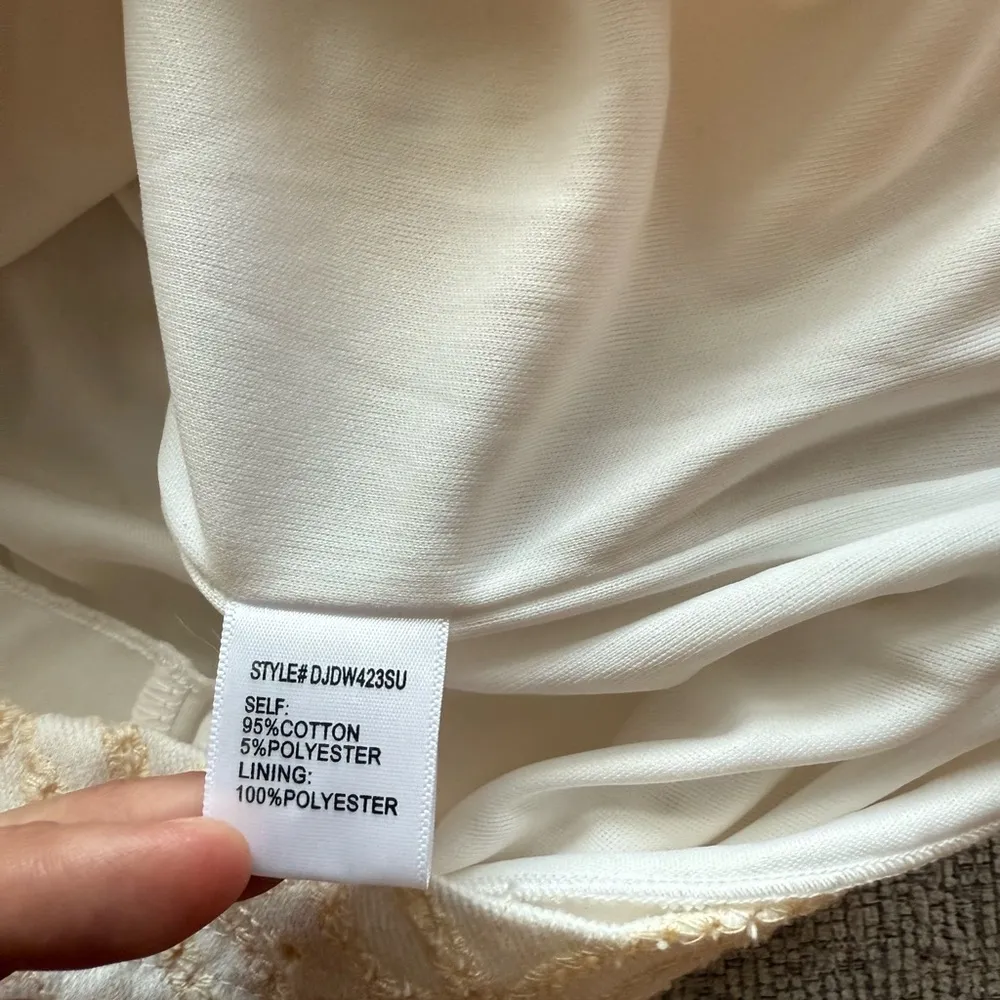 STYLE# DJDW423SU
SELF:
95%COTTON
5%POLYESTER
LINING:
100%POLYESTER